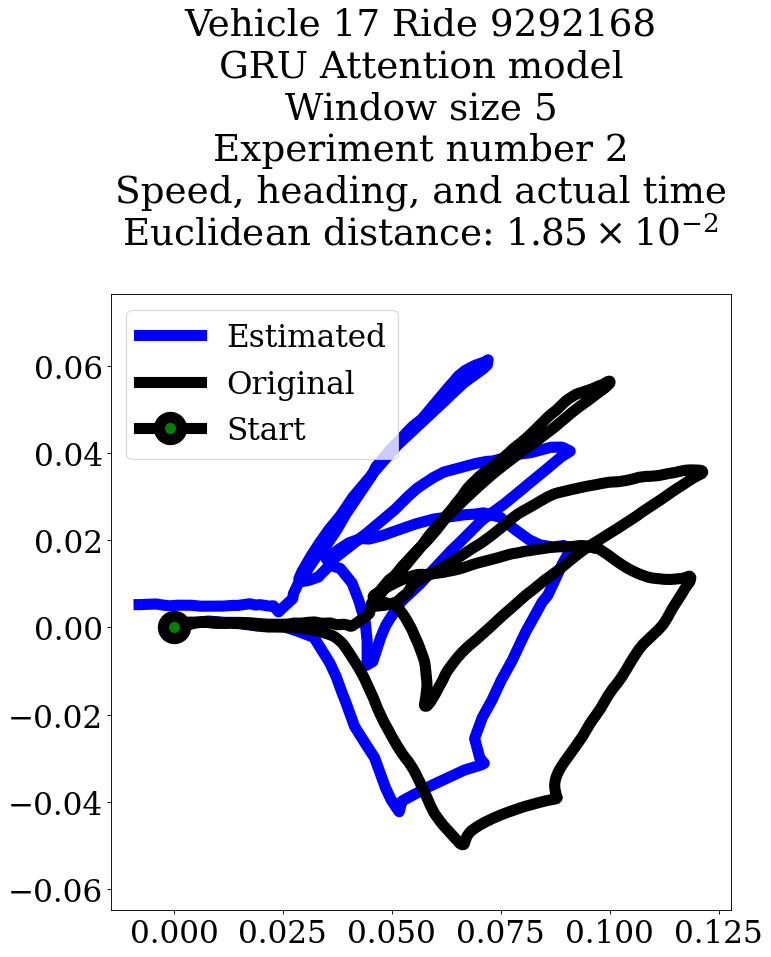 Vehicle 17 Ride 9292168
GRU Attention model
Window size 5
Experiment number 2
Speed, heading, and actual time
Euclidean distance: 1.85 × 10⁻²
Estimated
Original
Start
0.06
0.04
0.02
0.00
−0.02
−0.04
−0.06
0.000 0.025 0.050 0.075 0.100 0.125